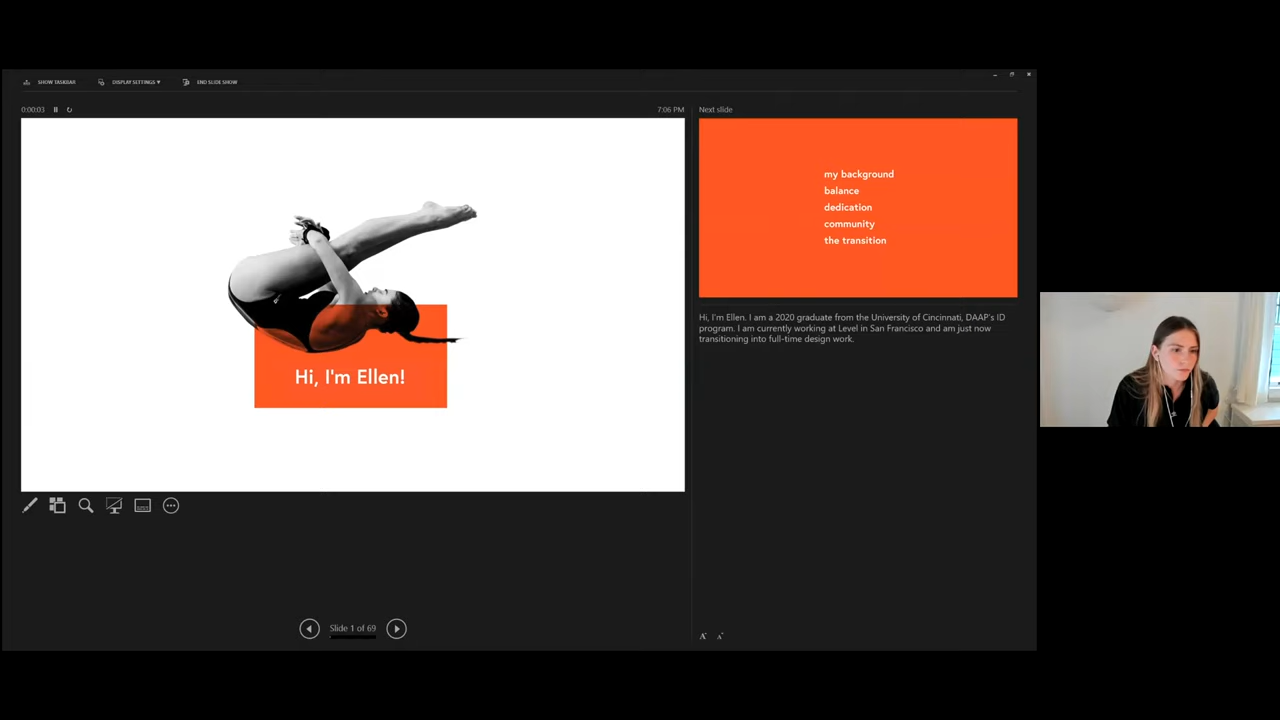 SHOW TASKBAR DISPLAY SETTINGS ▾ END SLIDE SHOW
0:00:03 7:06 PM
Hi, I'm Ellen!
Slide 1 of 69
Next slide
my background
balance
dedication
community
the transition
Hi, I'm Ellen. I am a 2020 graduate from the University of Cincinnati, DAAP's ID
program. I am currently working at Level in San Francisco and am just now
transitioning into full-time design work.
A A